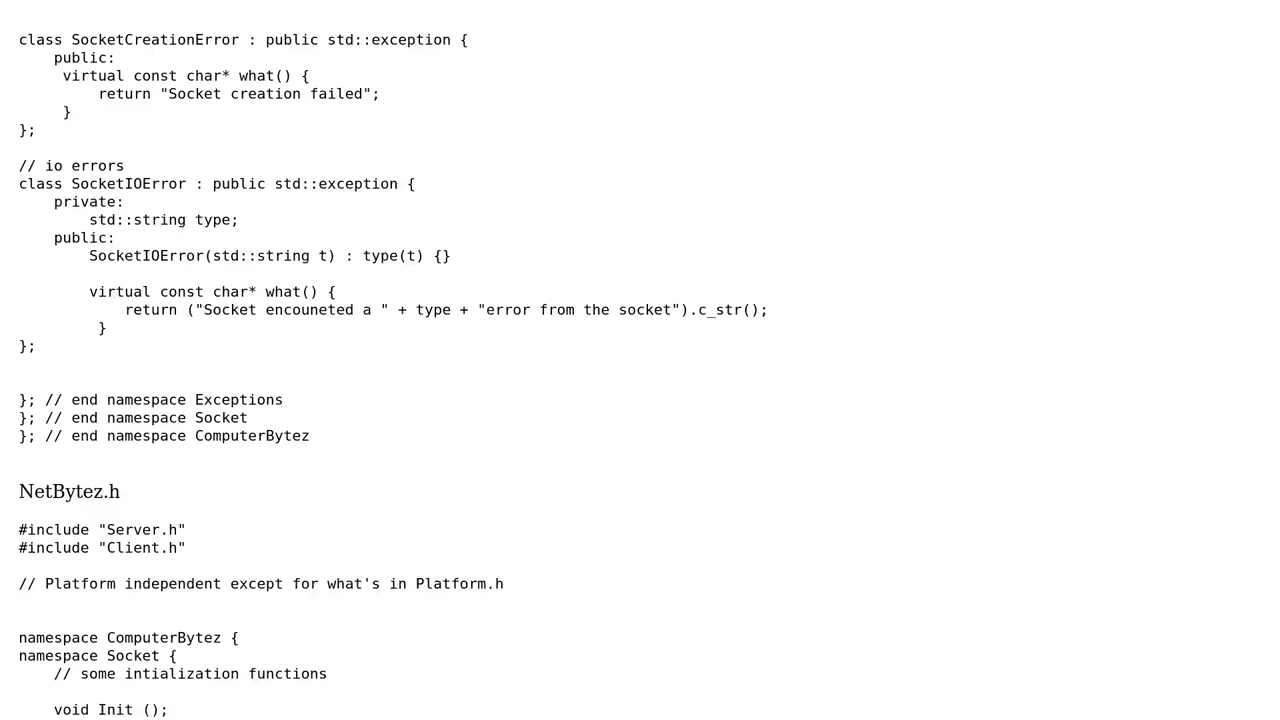 class SocketCreationError : public std::exception {
    public:
     virtual const char* what() {
         return "Socket creation failed";
     }
};

// io errors
class SocketIOError : public std::exception {
    private:
        std::string type;
    public:
        SocketIOError(std::string t) : type(t) {}

        virtual const char* what() {
            return ("Socket encouneted a " + type + "error from the socket").c_str();
         }
};


}; // end namespace Exceptions
}; // end namespace Socket
}; // end namespace ComputerBytez

NetBytez.h

#include "Server.h"
#include "Client.h"

// Platform independent except for what's in Platform.h


namespace ComputerBytez {
namespace Socket {
    // some intialization functions

    void Init ();